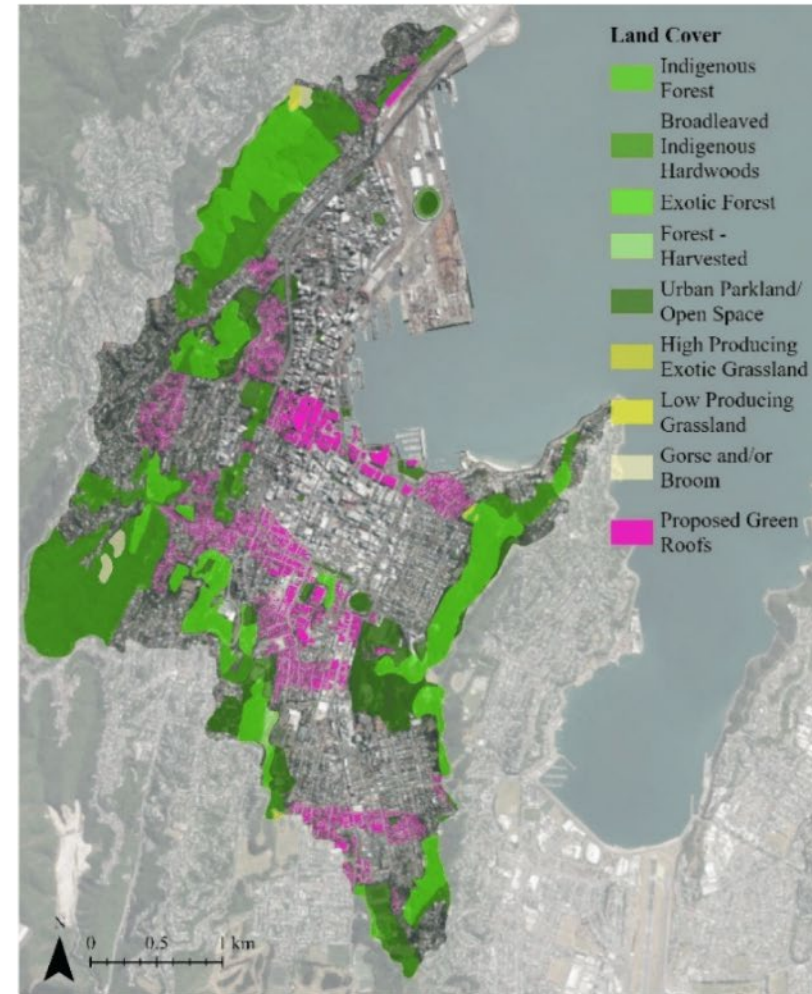 Land Cover
Indigenous
Forest
Broadleaved
Indigenous
Hardwoods
Exotic Forest
Forest -
Harvested
Urban Parkland/
Open Space
High Producing
Exotic Grassland
Low Producing
Grassland
Gorse and/or
Broom
Proposed Green
Roofs
N
0 0.5 1 km